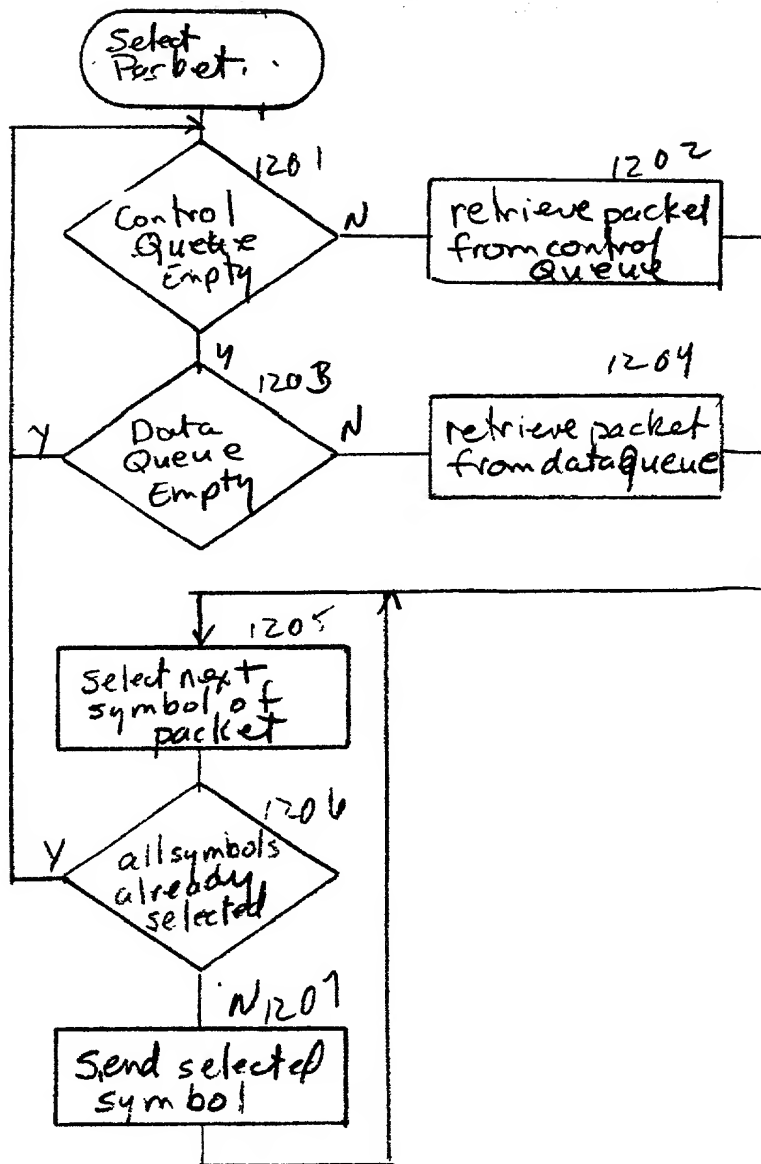 Select
Packet
1201
Control
Queue
Empty
N
1202
retrieve packet
from control
Queue
Y
1203
Data
Queue
Empty
Y
N
1204
retrieve packet
from data queue
1205
select next
symbol of
packet
1206
all symbols
already
selected
Y
N
1207
Send selected
symbol